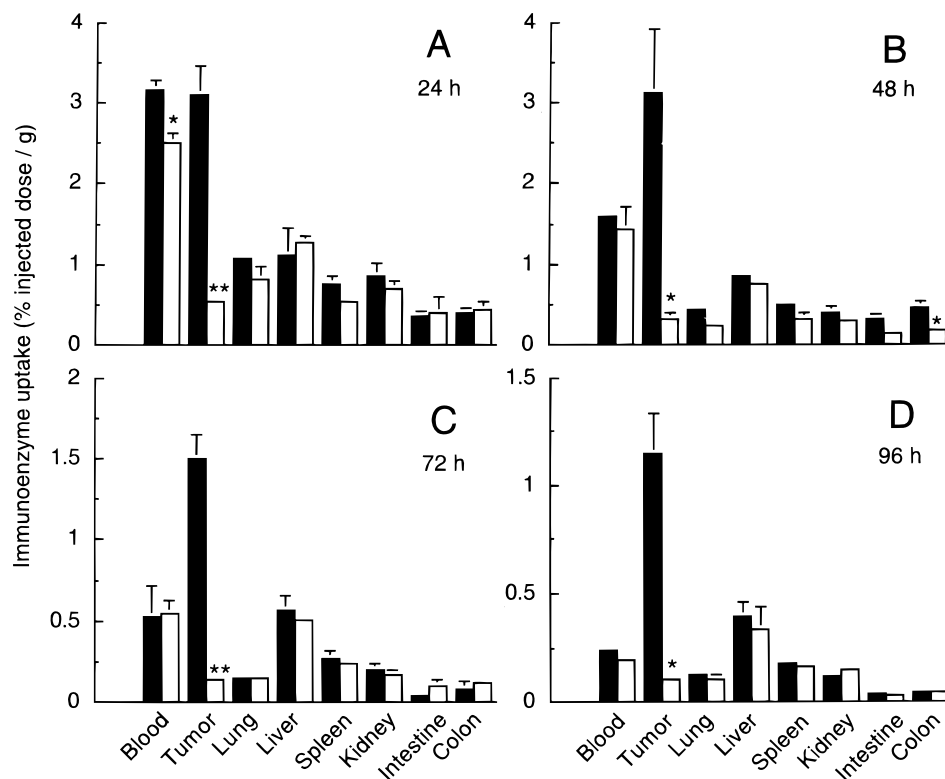 Immunoenzyme uptake (% injected dose / g)
A
24 h
4
3
2
1
0
*
**
B
48 h
4
3
2
1
0
*
*
C
72 h
2
1.5
1
0.5
0
**
D
96 h
1.5
1
0.5
0
*
Blood
Tumor
Lung
Liver
Spleen
Kidney
Intestine
Colon
Blood
Tumor
Lung
Liver
Spleen
Kidney
Intestine
Colon